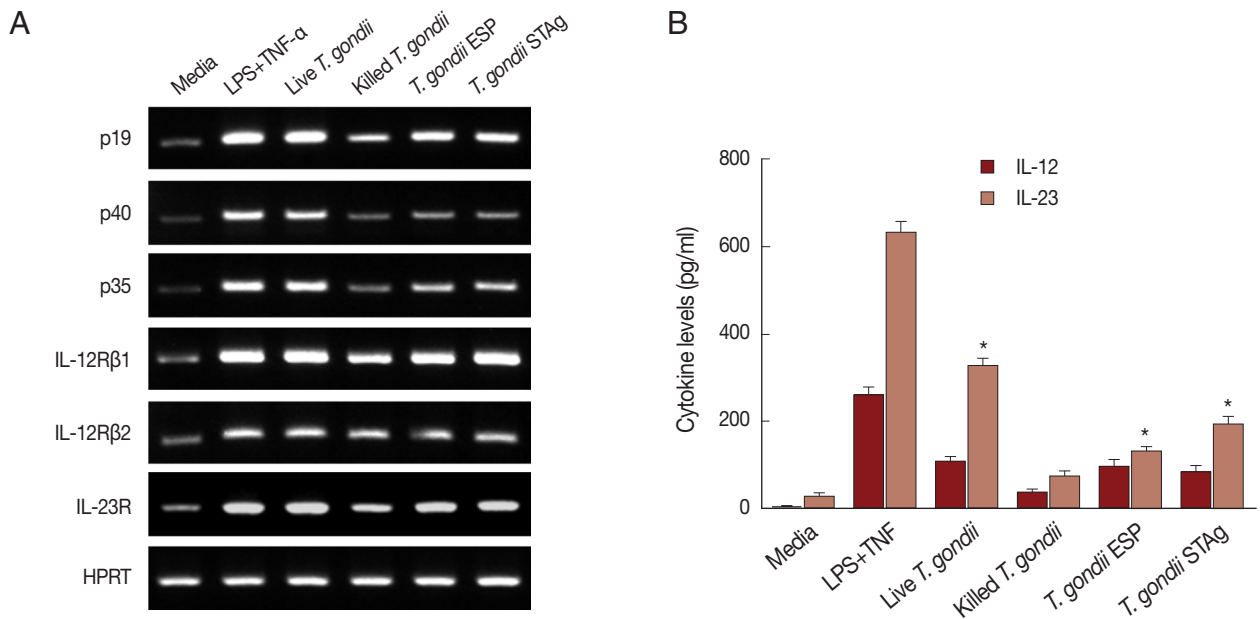 A
Media
LPS+TNF-α
Live T. gondii
Killed T. gondii
T. gondii ESP
T. gondii STAg
p19
p40
p35
IL-12Rβ1
IL-12Rβ2
IL-23R
HPRT
B
Cytokine levels (pg/ml)
800
600
400
200
0
IL-12
IL-23
*
*
*
Media
LPS+TNF
Live T. gondii
Killed T. gondii
T. gondii ESP
T. gondii STAg